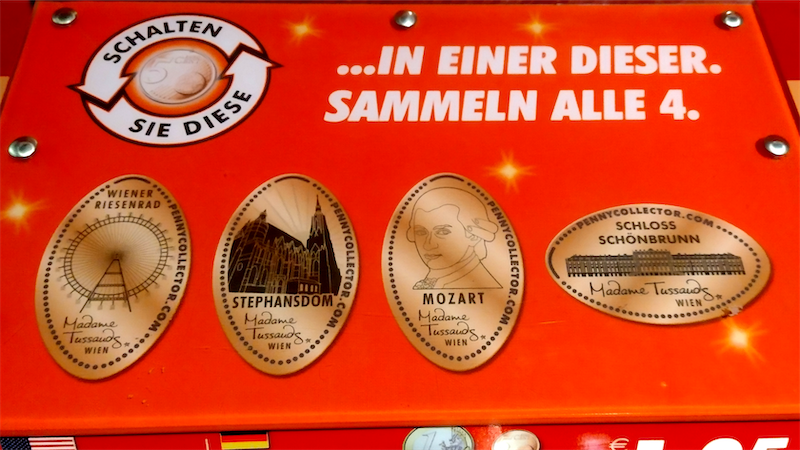 SCHALTEN
SIE DIESE
...IN EINER DIESER.
SAMMELN ALLE 4.
WIENER
RIESENRAD
PENNYCOLLECTOR.COM
Madame
Tussauds
WIEN
PENNYCOLLECTOR.COM
STEPHANSDOM
Madame
Tussauds
WIEN
PENNYCOLLECTOR.COM
MOZART
Madame
Tussauds
WIEN
PENNYCOLLECTOR.COM
SCHLOSS
SCHÖNBRUNN
Madame Tussauds
WIEN